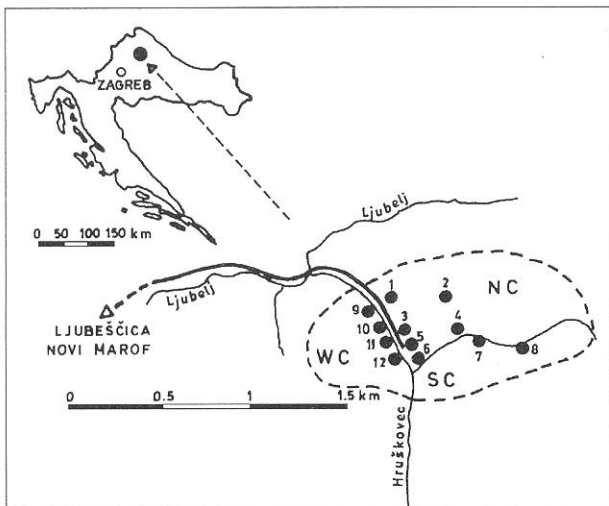 ZAGREB
0 50 100 150 km
Ljubelj
Ljubelj
LJUBEŠČICA
NOVI MAROF
1
2
NC
9
3
4
10
5
7
8
11
6
12
WC
SC
0 0.5 1 1.5 km
Hruškovec